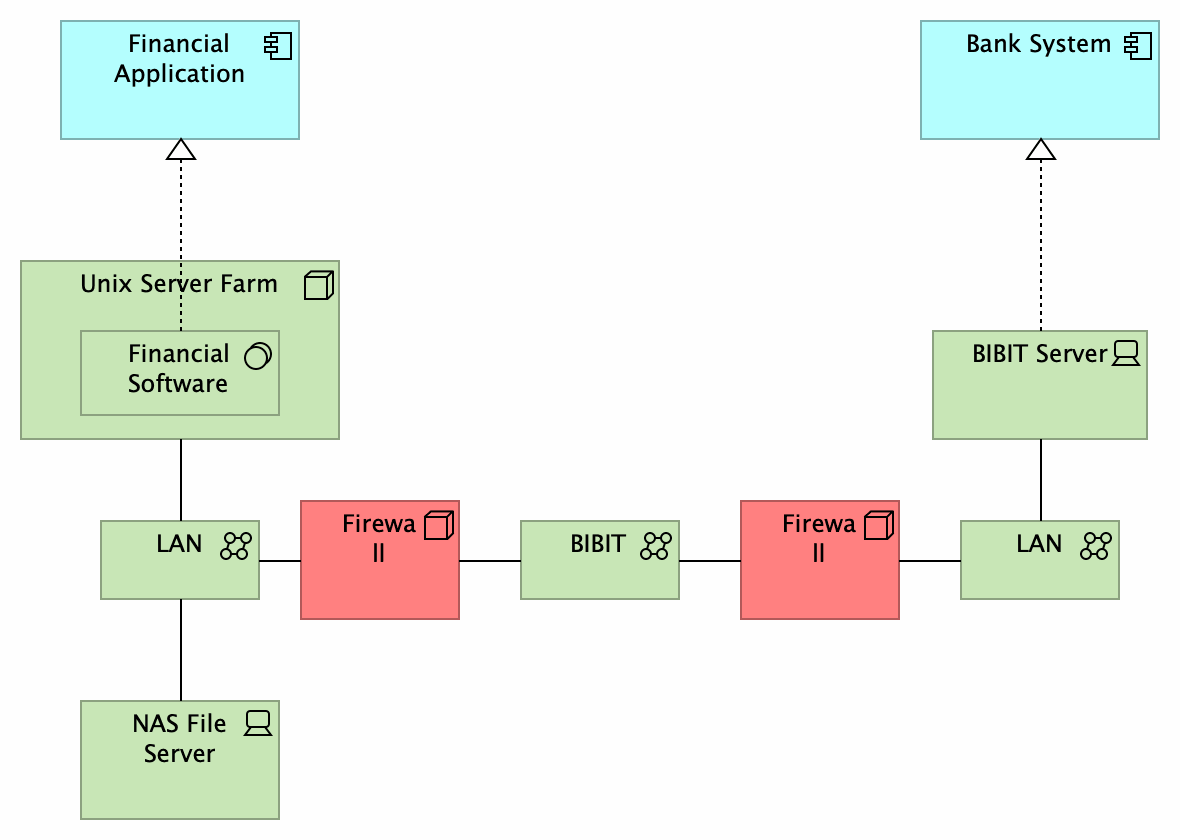 Financial
Application
Bank System
Unix Server Farm
Financial
Software
BIBIT Server
LAN
Firewa
ll
BIBIT
Firewa
ll
LAN
NAS File
Server